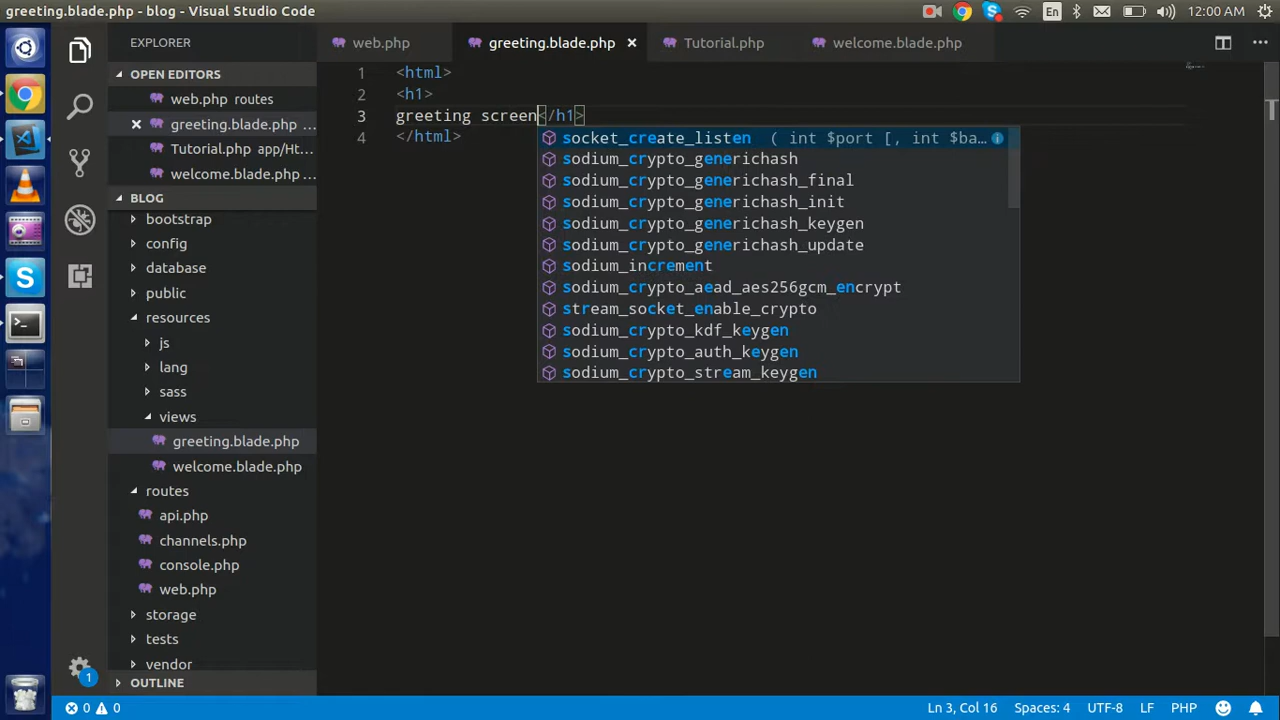 greeting.blade.php - blog - Visual Studio Code
En
12:00 AM
EXPLORER
web.php
greeting.blade.php
Tutorial.php
welcome.blade.php
OPEN EDITORS
web.php routes
greeting.blade.php ...
Tutorial.php app/Ht...
welcome.blade.php ...
BLOG
bootstrap
config
database
public
resources
js
lang
sass
views
greeting.blade.php
welcome.blade.php
routes
api.php
channels.php
console.php
web.php
storage
tests
vendor
OUTLINE
1
1 <html>
2 <h1>
3 greeting screen</h1>
4 </html>
socket_create_listen ( int $port [, int $ba...
sodium_crypto_generichash
sodium_crypto_generichash_final
sodium_crypto_generichash_init
sodium_crypto_generichash_keygen
sodium_crypto_generichash_update
sodium_increment
sodium_crypto_aead_aes256gcm_encrypt
stream_socket_enable_crypto
sodium_crypto_kdf_keygen
sodium_crypto_auth_keygen
sodium_crypto_stream_keygen
0 0
Ln 3, Col 16
Spaces: 4
UTF-8
LF
PHP